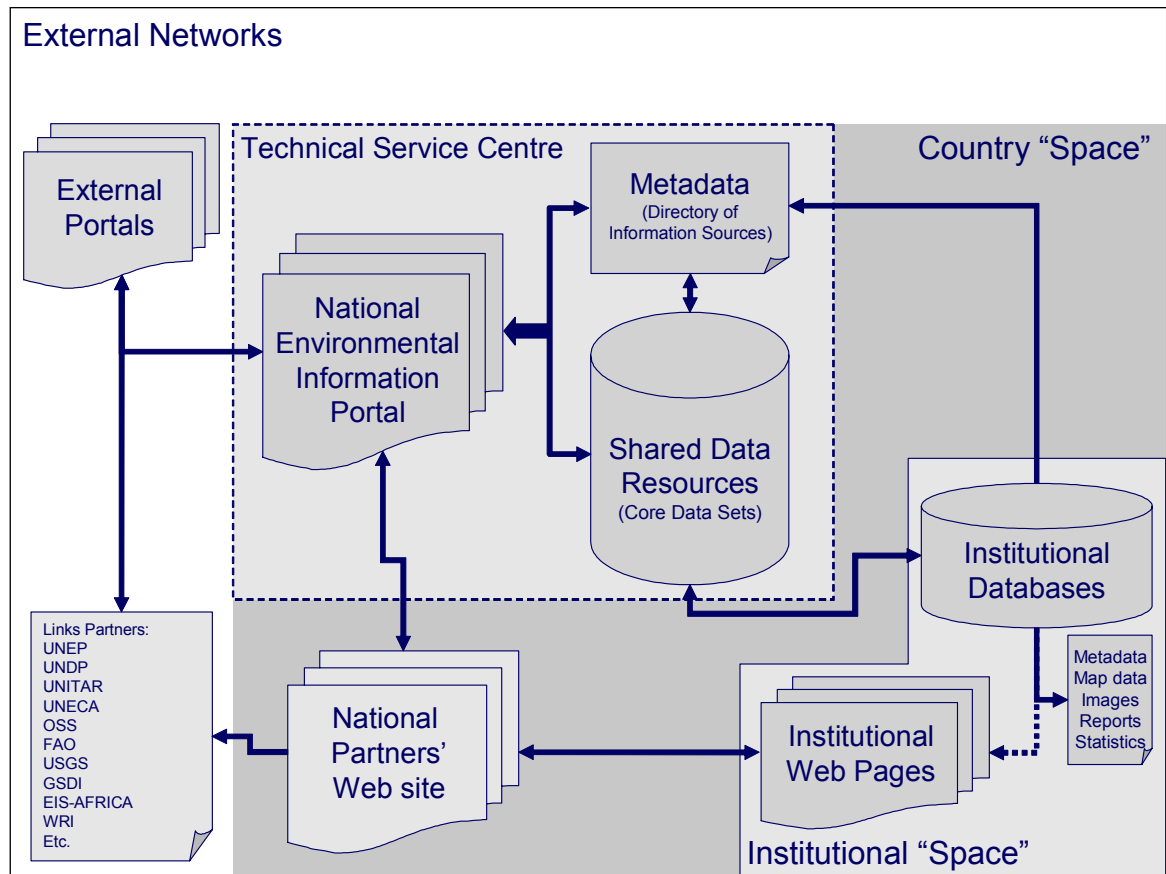 External Networks
Technical Service Centre
Country “Space”
External
Portals
Metadata
(Directory of
Information Sources)
National
Environmental
Information
Portal
Shared Data
Resources
(Core Data Sets)
Institutional
Databases
Links Partners:
UNEP
UNDP
UNITAR
UNECA
OSS
FAO
USGS
GSDI
EIS-AFRICA
WRI
Etc.
National
Partners’
Web site
Institutional
Web Pages
Metadata
Map data
Images
Reports
Statistics
Institutional “Space”